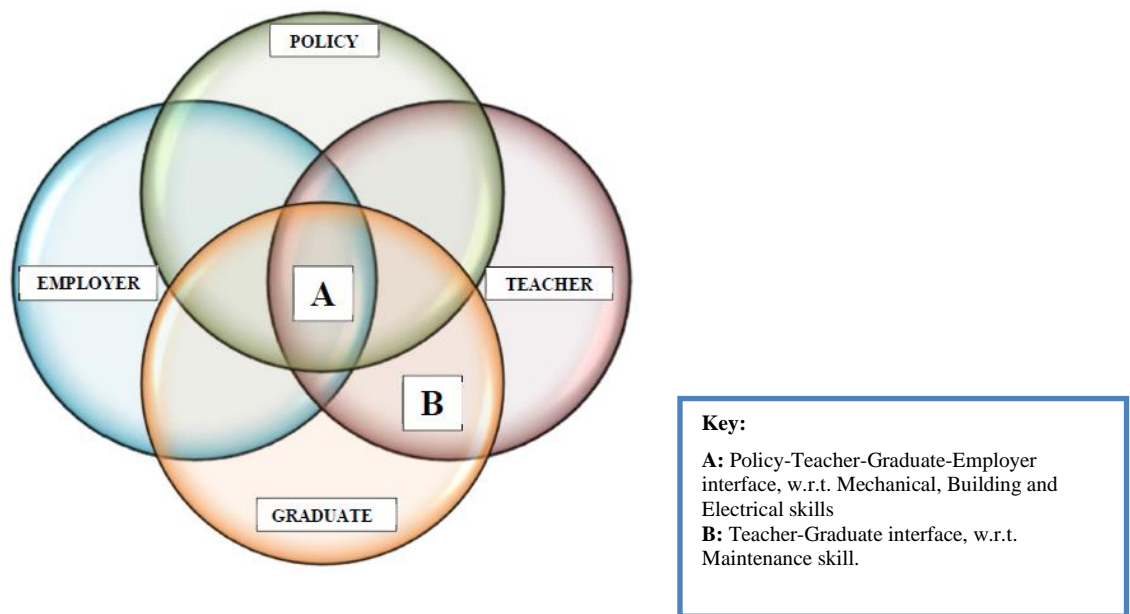 POLICY
EMPLOYER
TEACHER
A
B
GRADUATE
Key:
A: Policy-Teacher-Graduate-Employer
interface, w.r.t. Mechanical, Building and
Electrical skills
B: Teacher-Graduate interface, w.r.t.
Maintenance skill.